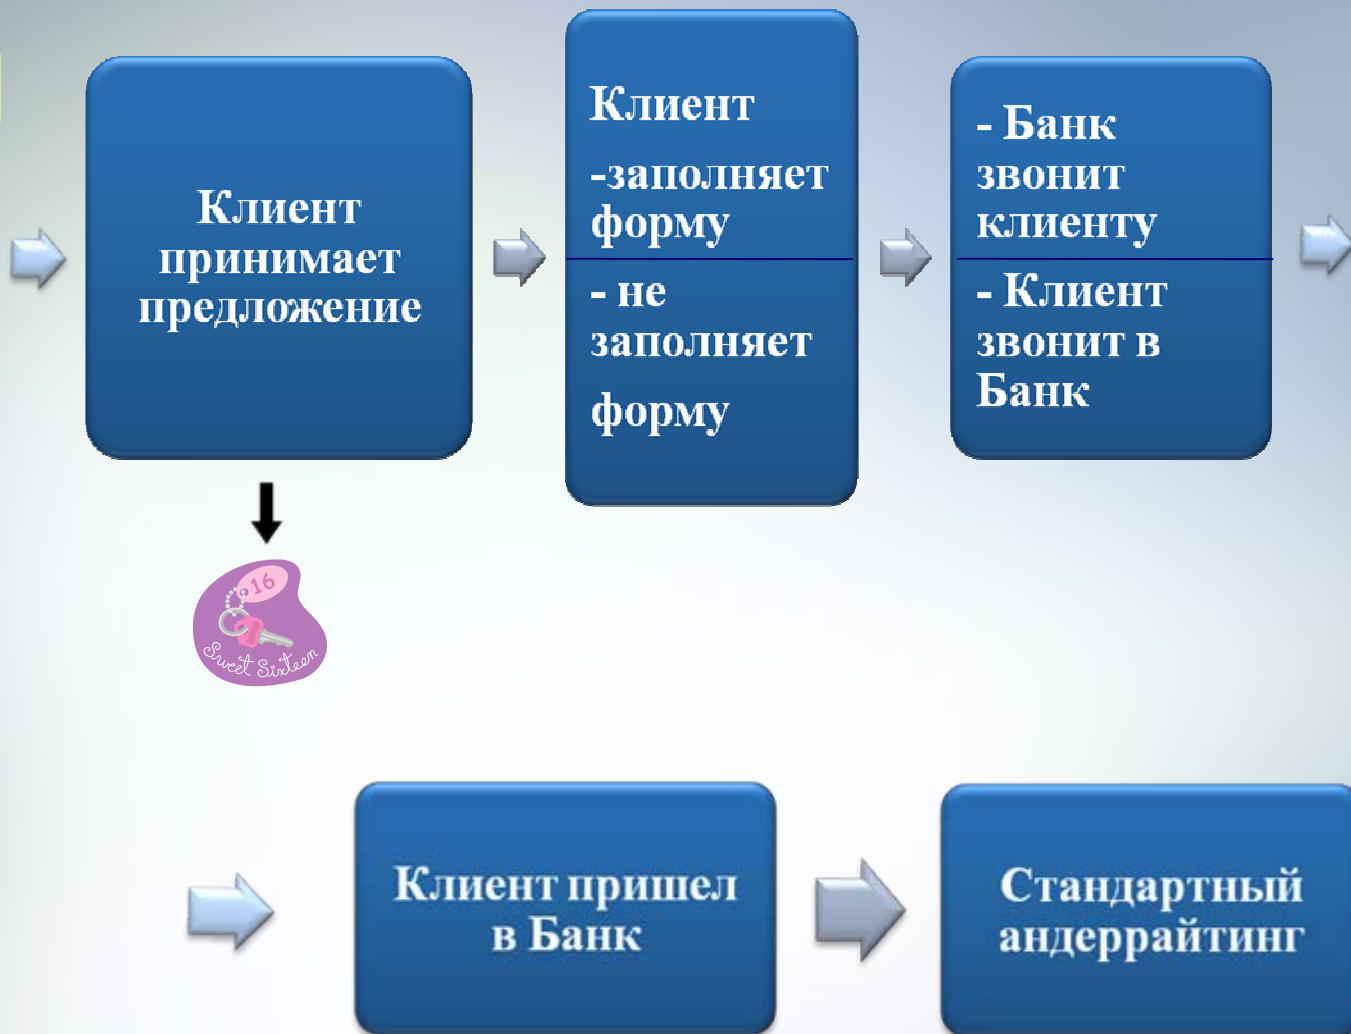 Клиент
принимает
предложение
Клиент
-заполняет
форму
- не
заполняет
форму
- Банк
звонит
клиенту
- Клиент
звонит в
Банк
16
Sweet Sixteen
Клиент пришел
в Банк
Стандартный
андеррайтинг